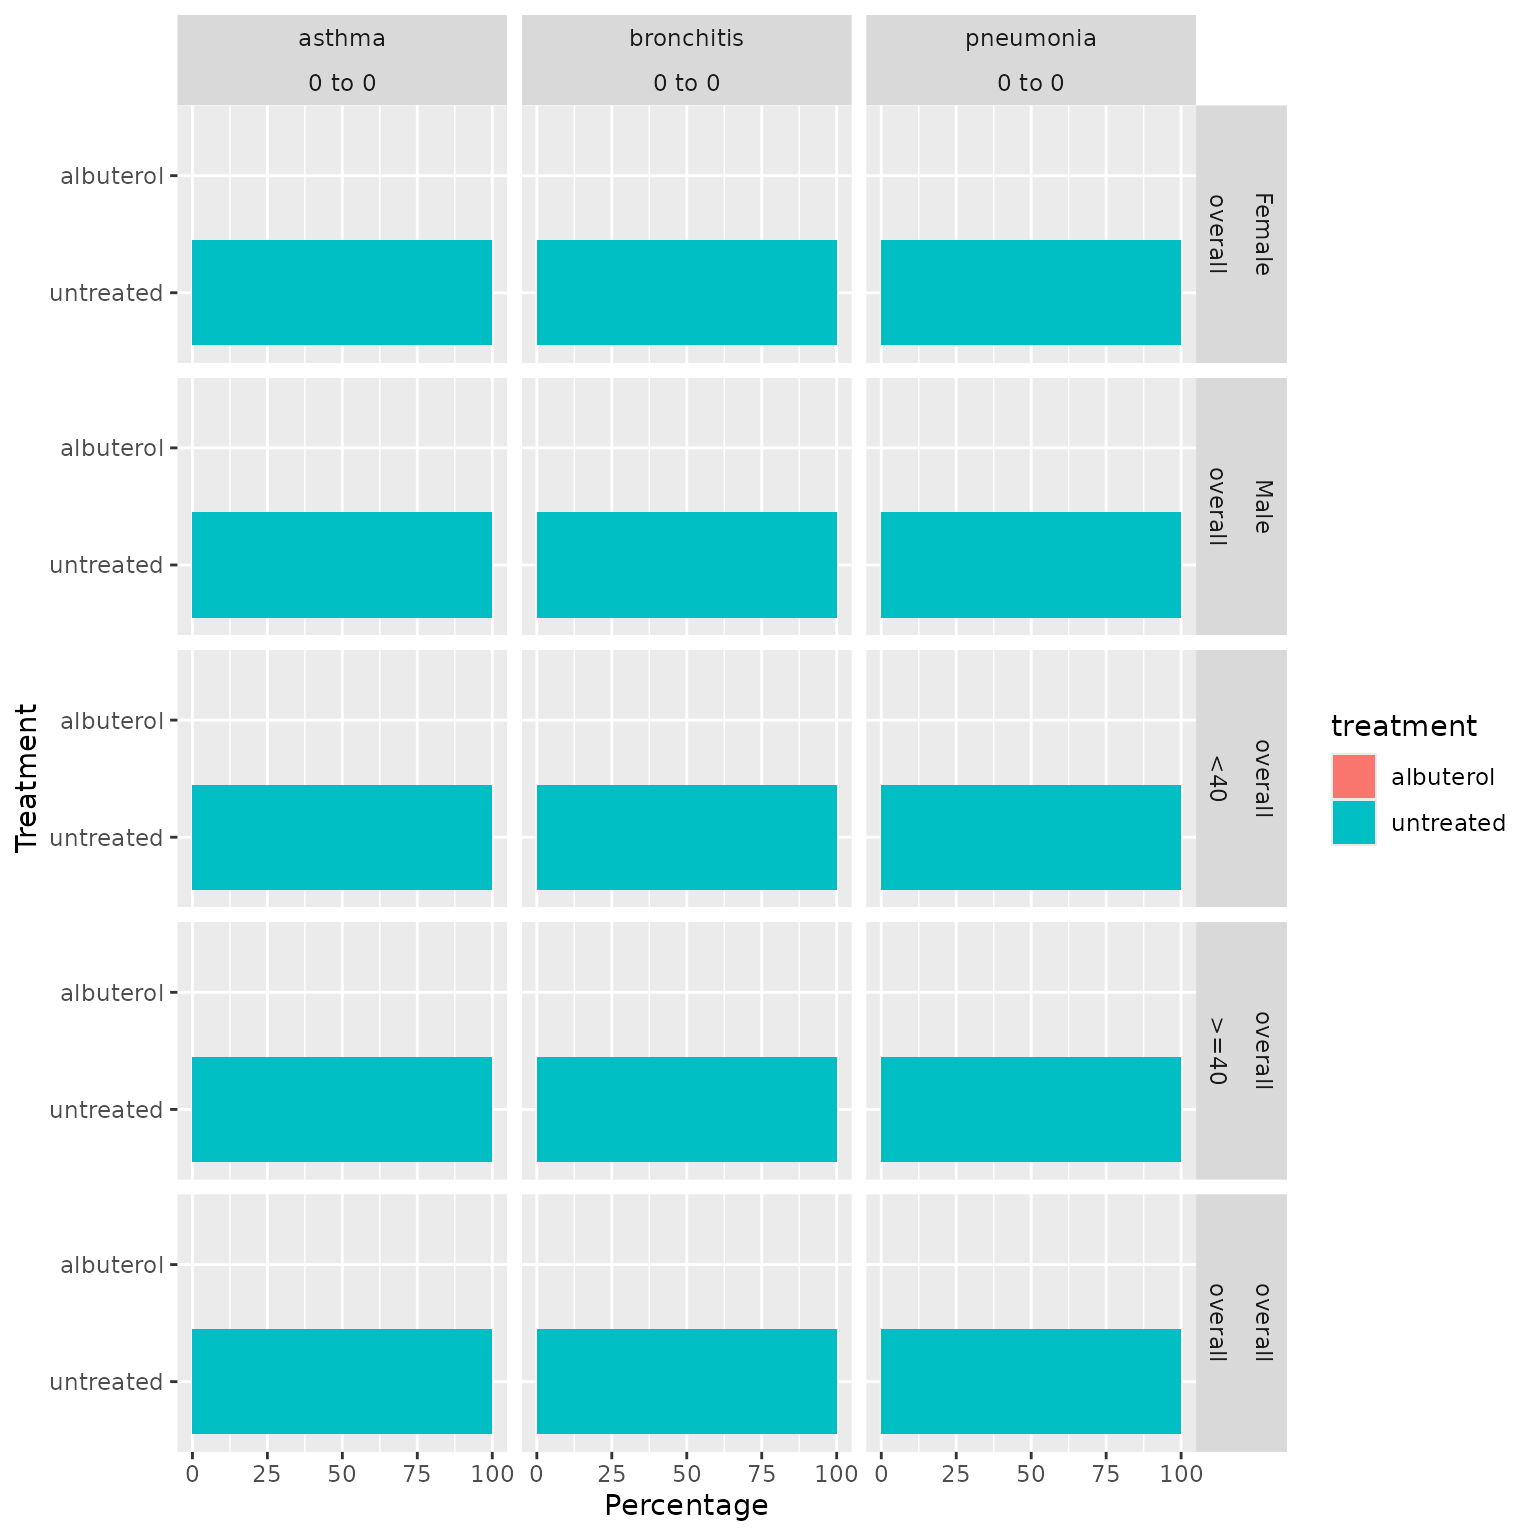 asthma bronchitis pneumonia
0 to 0 0 to 0 0 to 0
albuterol
untreated
Female
overall
albuterol
untreated
Male
overall
albuterol
untreated
overall
<40
albuterol
untreated
overall
>=40
albuterol
untreated
overall
overall
0 25 50 75 100 0 25 50 75 100 0 25 50 75 100
Percentage
Treatment
treatment
albuterol
untreated